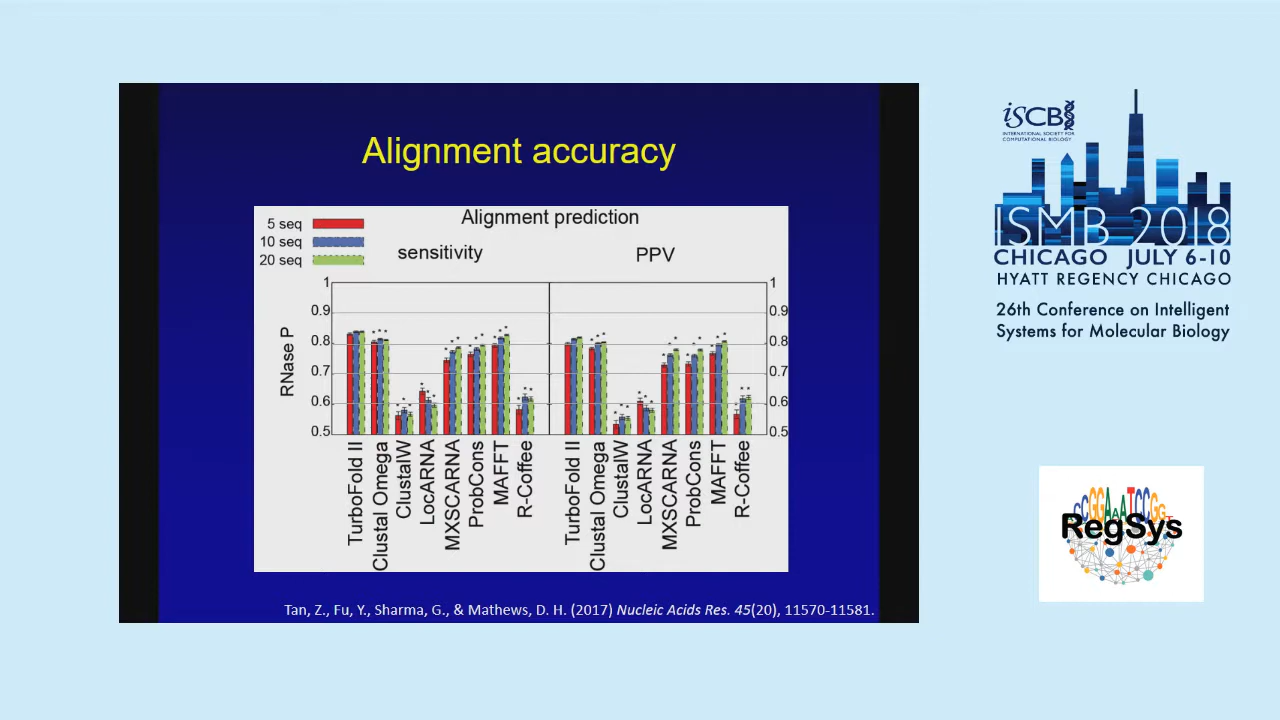 Alignment accuracy
Alignment prediction
5 seq
10 seq
20 seq
sensitivity
PPV
RNase P
1
0.9
0.8
0.7
0.6
0.5
1
0.9
0.8
0.7
0.6
0.5
TurboFold II
Clustal Omega
ClustalW
LocARNA
MXSCARNA
ProbCons
MAFFT
R-Coffee
TurboFold II
Clustal Omega
ClustalW
LocARNA
MXSCARNA
ProbCons
MAFFT
R-Coffee
Tan, Z., Fu, Y., Sharma, G., & Mathews, D. H. (2017) Nucleic Acids Res. 45(20), 11570-11581.
iSCB
INTERNATIONAL SOCIETY FOR
COMPUTATIONAL BIOLOGY
ISMB 2018
CHICAGO JULY 6-10
HYATT REGENCY CHICAGO
26th Conference on Intelligent
Systems for Molecular Biology
CGGAAATCCGGT
RegSys